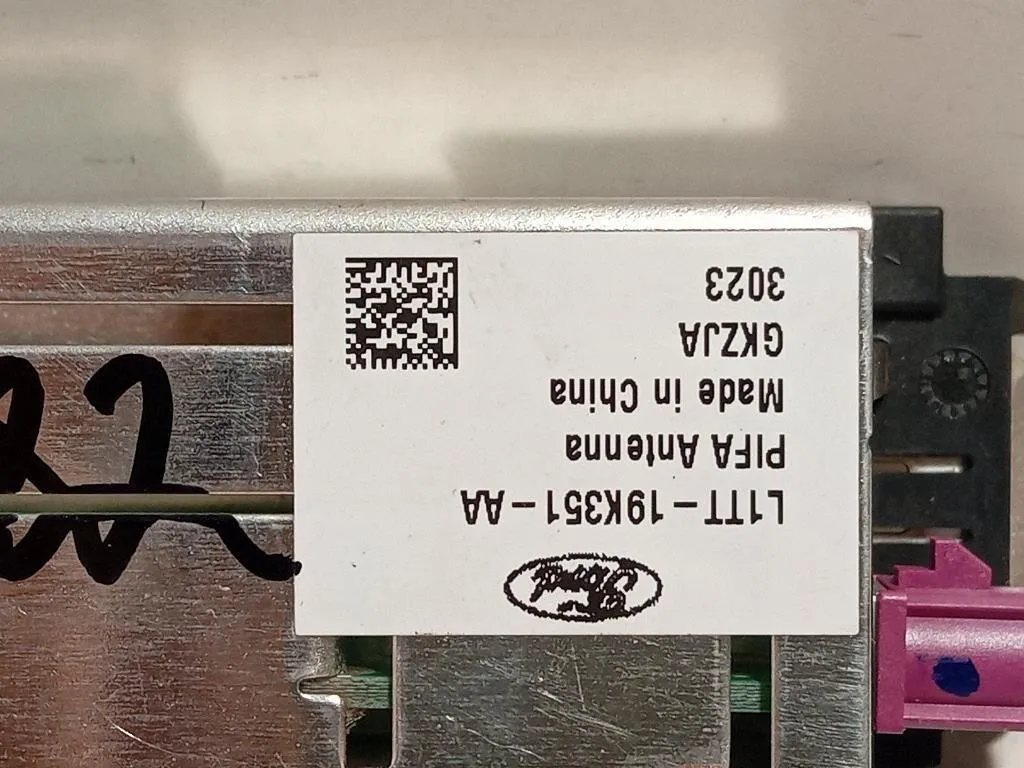 Ford
L1TT-19K351-AA
PIFA Antenna
Made in China
GKZJA
3023